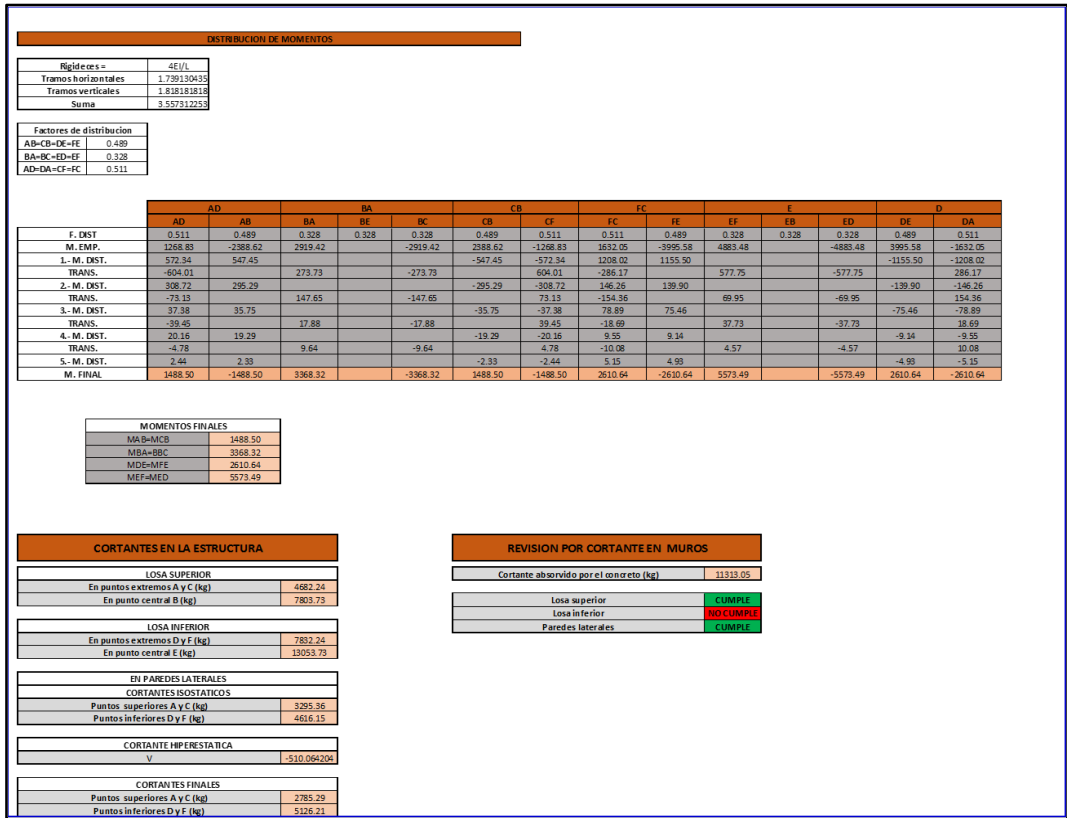 DISTRIBUCION DE MOMENTOS
Rigideces = 4EI/L
Tramos horizontales 1.739130435
Tramos verticales 1.818181818
Suma 3.557312253
Factores de distribucion
AB=CB=DE=FE 0.489
BA=BC=ED=EF 0.328
AD=DA=CF=FC 0.511
AD BA CB FC E D
AD AB BA BE BC CB CF FC FE EF EB ED DE DA
F. DIST 0.511 0.489 0.328 0.328 0.328 0.489 0.511 0.511 0.489 0.328 0.328 0.328 0.489 0.511
M. EMP. 1268.83 -2388.62 2919.42 -2919.42 2388.62 -1268.83 1632.05 -3995.58 4883.48 -4883.48 3995.58 -1632.05
1.- M. DIST. 572.34 547.45 -547.45 -572.34 1208.02 1155.50 -1155.50 -1208.02
TRANS. -604.01 273.73 -273.73 604.01 -286.17 577.75 -577.75 286.17
2.- M. DIST. 308.72 295.29 -295.29 -308.72 146.26 139.90 -139.90 -146.26
TRANS. -73.13 147.65 -147.65 73.13 -154.36 69.95 -69.95 154.36
3.- M. DIST. 37.38 35.75 -35.75 -37.38 78.89 75.46 -75.46 -78.89
TRANS. -39.45 17.88 -17.88 39.45 -18.69 37.73 -37.73 18.69
4.- M. DIST. 20.16 19.29 -19.29 -20.16 9.55 9.14 -9.14 -9.55
TRANS. -4.78 9.64 -9.64 4.78 -10.08 4.57 -4.57 10.08
5.- M. DIST. 2.44 2.33 -2.33 -2.44 5.15 4.93 -4.93 -5.15
M. FINAL 1488.50 -1488.50 3368.32 -3368.32 1488.50 -1488.50 2610.64 -2610.64 5573.49 -5573.49 2610.64 -2610.64
MOMENTOS FINALES
MAB=MCB 1488.50
MBA=BBC 3368.32
MDE=MFE 2610.64
MEF=MED 5573.49
CORTANTES EN LA ESTRUCTURA
LOSA SUPERIOR
En puntos extremos A y C (kg) 4682.24
En punto central B (kg) 7803.73
LOSA INFERIOR
En puntos extremos D y F (kg) 7832.24
En punto central E (kg) 13053.73
EN PAREDES LATERALES
CORTANTES ISOSTATICOS
Puntos superiores A y C (kg) 3295.36
Puntos inferiores D y F (kg) 4616.15
CORTANTE HIPERESTATICA
V -510.064204
CORTANTES FINALES
Puntos superiores A y C (kg) 2785.29
Puntos inferiores D y F (kg) 5126.21
REVISION POR CORTANTE EN MUROS
Cortante absorvido por el concreto (kg) 11313.05
Losa superior CUMPLE
Losa inferior NO CUMPLE
Paredes laterales CUMPLE